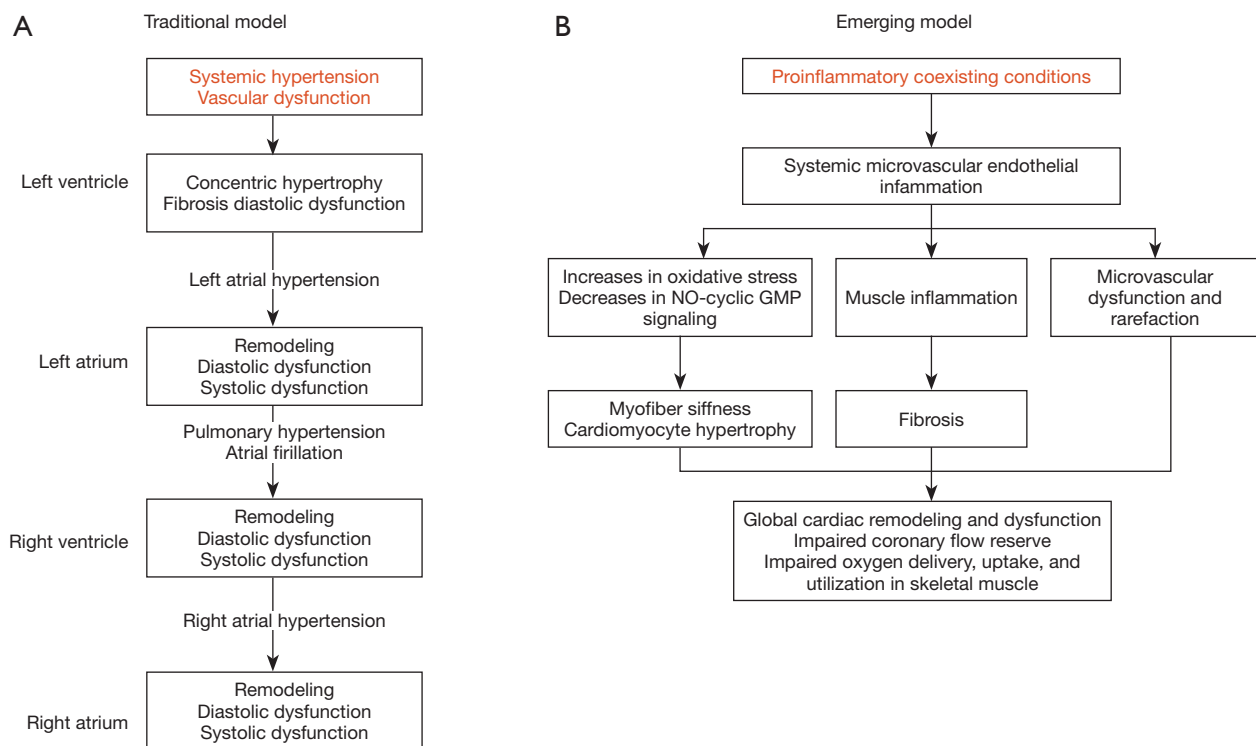 A
Traditional model
Systemic hypertension
Vascular dysfunction
Left ventricle
Concentric hypertrophy
Fibrosis diastolic dysfunction
Left atrial hypertension
Left atrium
Remodeling
Diastolic dysfunction
Systolic dysfunction
Pulmonary hypertension
Atrial firillation
Right ventricle
Remodeling
Diastolic dysfunction
Systolic dysfunction
Right atrial hypertension
Right atrium
Remodeling
Diastolic dysfunction
Systolic dysfunction
B
Emerging model
Proinflammatory coexisting conditions
Systemic microvascular endothelial
infammation
Increases in oxidative stress
Decreases in NO-cyclic GMP
signaling
Muscle inflammation
Microvascular
dysfunction and
rarefaction
Myofiber siffness
Cardiomyocyte hypertrophy
Fibrosis
Global cardiac remodeling and dysfunction
Impaired coronary flow reserve
Impaired oxygen delivery, uptake, and
utilization in skeletal muscle